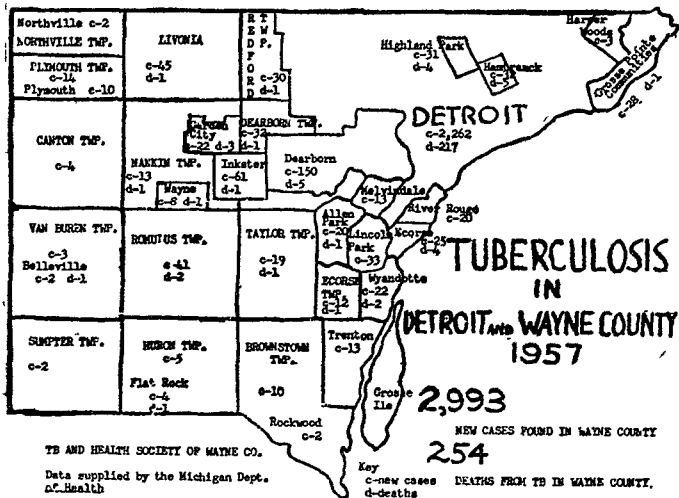 Northville c-2
NORTHVILLE TWP.
PLYMOUTH TWP.
c-14
Plymouth c-10
LIVONIA
c-45
d-1
REDFORD TWP.
c-30
d-1
Highland Park
c-31
d-4
Hamtramck
d-5
Harper
Woods
c-3
Grosse Pointe
Communities
c-28 d-1
DETROIT
c-2,262
d-217
CANTON TWP.
c-4
NANKIN TWP.
c-13
d-1
City
c-22 d-3
DEARBORN TWP.
c-32
d-1
Wayne
c-8 d-1
Inkster
c-61
d-1
Dearborn
c-150
d-5
Melvindale
c-13
River Rouge
c-20
Allen
Park
c-20
d-1
Lincoln
Park
c-33
Ecorse
c-25
d-4
VAN BUREN TWP.
c-3
Belleville
c-2 d-1
ROMULUS TWP.
c-41
d-2
TAYLOR TWP.
c-19
d-1
ECORSE
TWP.
c-12
d-1
Wyandotte
c-22
d-2
TUBERCULOSIS
IN
DETROIT AND WAYNE COUNTY
1957
SUMPTER TWP.
c-2
HURON TWP.
c-5
Flat Rock
c-4
d-1
BROWNSTOWN
TWP.
c-10
Rockwood
c-2
Trenton
c-13
Grosse
Ile
2,993
NEW CASES FOUND IN WAYNE COUNTY
254
DEATHS FROM TB IN WAYNE COUNTY.
TB AND HEALTH SOCIETY OF WAYNE CO.
Data supplied by the Michigan Dept.
of Health
Key
c-new cases
d-deaths